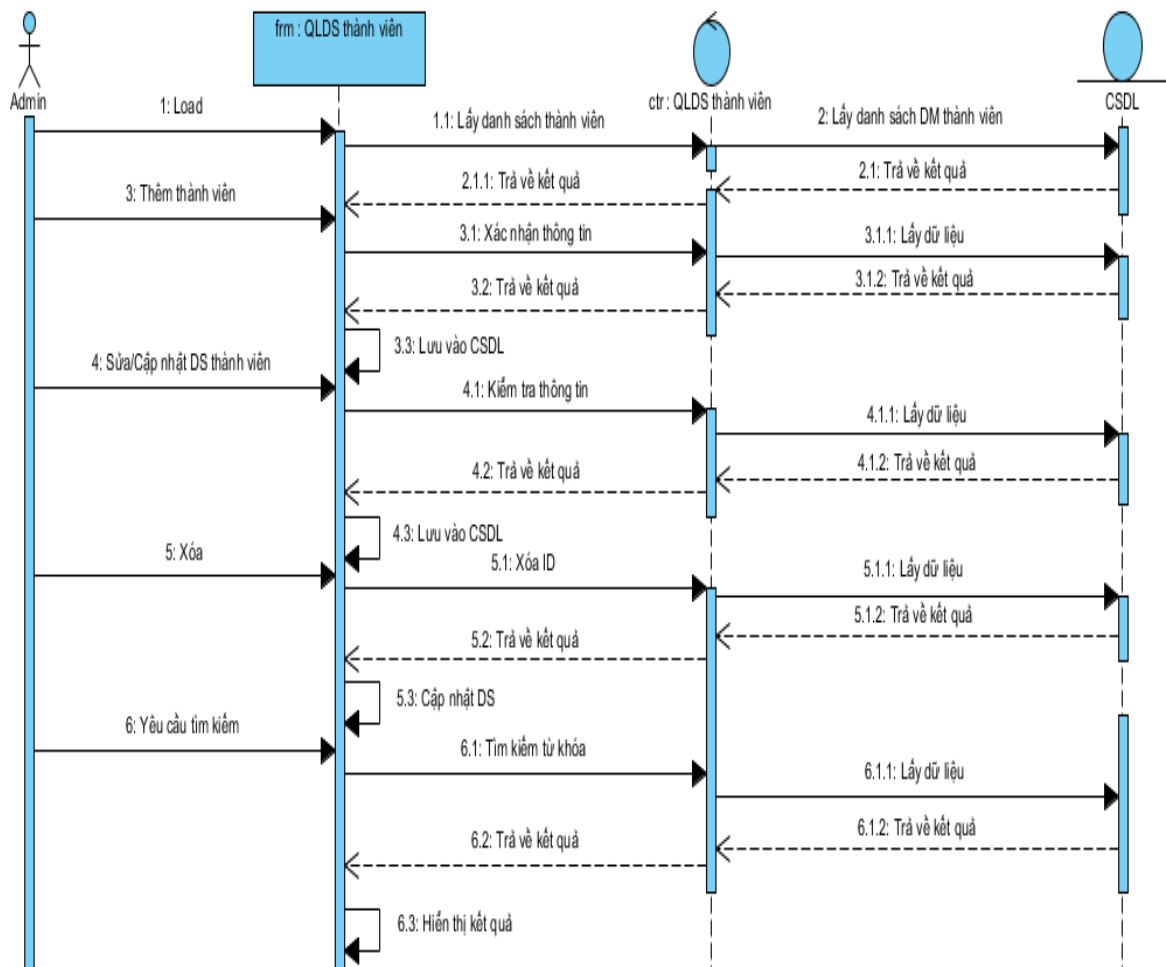 frm : QLDS thành viên
Admin
ctr : QLDS thành viên
CSDL
1: Load
1.1: Lấy danh sách thành viên
2: Lấy danh sách DM thành viên
2.1: Trả về kết quả
2.1.1: Trả về kết quả
3: Thêm thành viên
3.1: Xác nhận thông tin
3.1.1: Lấy dữ liệu
3.1.2: Trả về kết quả
3.2: Trả về kết quả
3.3: Lưu vào CSDL
4: Sửa/Cập nhật DS thành viên
4.1: Kiểm tra thông tin
4.1.1: Lấy dữ liệu
4.1.2: Trả về kết quả
4.2: Trả về kết quả
4.3: Lưu vào CSDL
5: Xóa
5.1: Xóa ID
5.1.1: Lấy dữ liệu
5.1.2: Trả về kết quả
5.2: Trả về kết quả
5.3: Cập nhật DS
6: Yêu cầu tìm kiếm
6.1: Tìm kiếm từ khóa
6.1.1: Lấy dữ liệu
6.1.2: Trả về kết quả
6.2: Trả về kết quả
6.3: Hiển thị kết quả